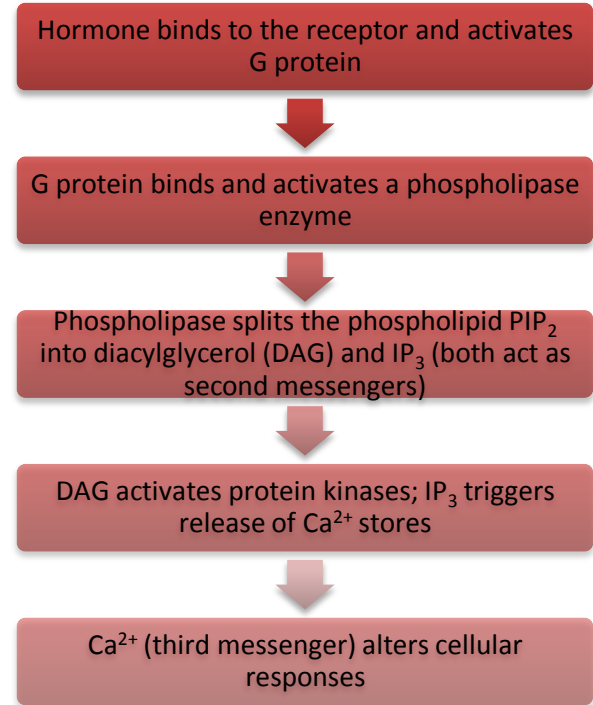 Hormone binds to the receptor and activates
G protein
G protein binds and activates a phospholipase
enzyme
Phospholipase splits the phospholipid PIP₂
into diacylglycerol (DAG) and IP₃ (both act as
second messengers)
DAG activates protein kinases; IP₃ triggers
release of Ca²⁺ stores
Ca²⁺ (third messenger) alters cellular
responses